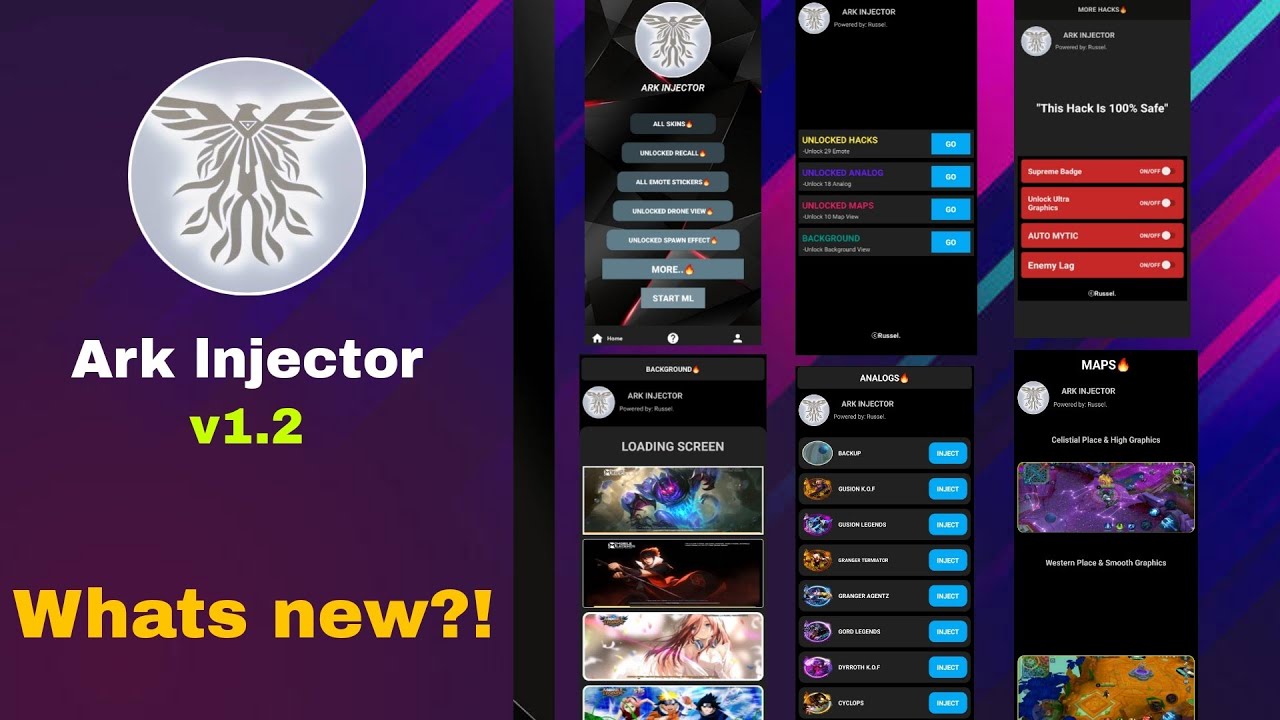 Ark Injector
v1.2
Whats new?!
ARK INJECTOR
ALL SKINS🔥
UNLOCKED RECALL🔥
ALL EMOTE STICKERS🔥
UNLOCKED DRONE VIEW🔥
UNLOCKED SPAWN EFFECT🔥
MORE..🔥
START ML
Home
ARK INJECTOR
Powered by: Russel.
UNLOCKED HACKS
-Unlock 29 Emote
GO
UNLOCKED ANALOG
-Unlock 18 Analog
GO
UNLOCKED MAPS
-Unlock 10 Map View
GO
BACKGROUND
-Unlock Background View
GO
©Russel.
MORE HACKS🔥
ARK INJECTOR
Powered by: Russel.
"This Hack Is 100% Safe"
Supreme Badge
ON/OFF
Unlock Ultra
Graphics
ON/OFF
AUTO MYTIC
ON/OFF
Enemy Lag
ON/OFF
©Russel.
BACKGROUND🔥
ARK INJECTOR
Powered by: Russel.
LOADING SCREEN
ANALOGS🔥
ARK INJECTOR
Powered by: Russel.
BACKUP
INJECT
GUSION K.O.F
INJECT
GUSION LEGENDS
INJECT
GRANGER TERMIATOR
INJECT
GRANGER AGENTZ
INJECT
GORD LEGENDS
INJECT
DYRROTH K.O.F
INJECT
CYCLOPS
INJECT
MAPS🔥
ARK INJECTOR
Powered by: Russel.
Celistial Place & High Graphics
Western Place & Smooth Graphics